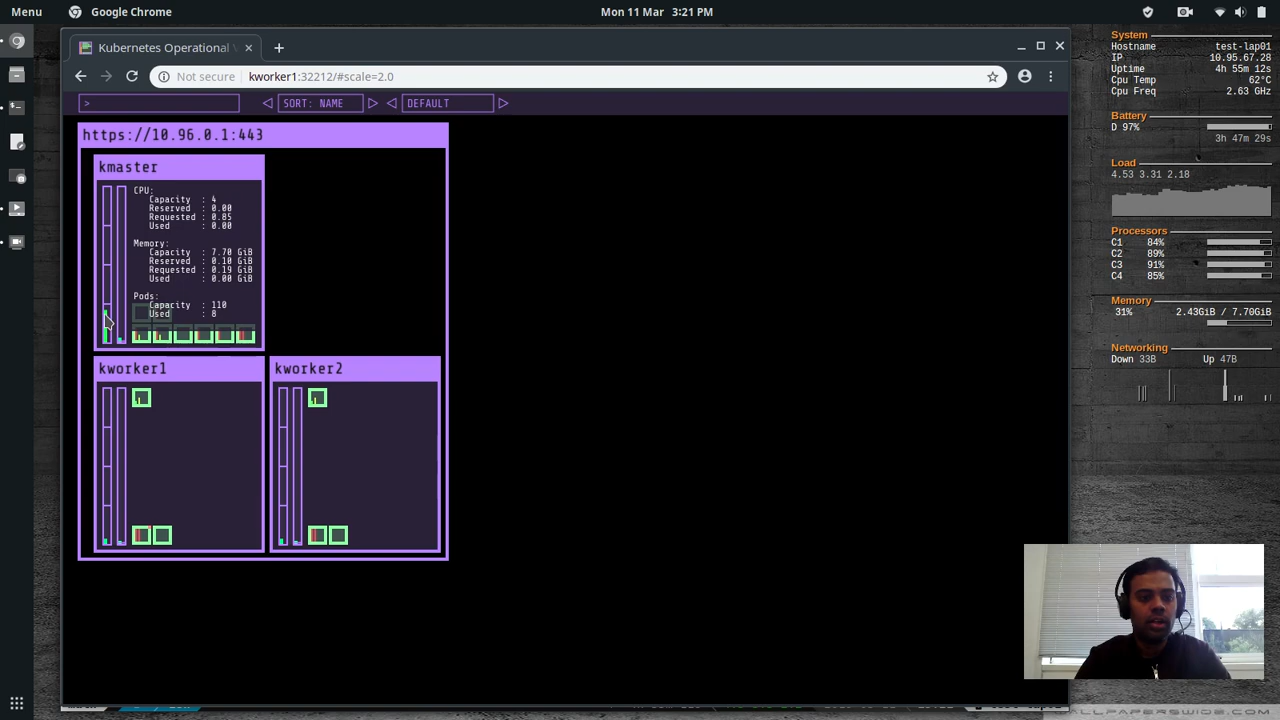 Menu
Google Chrome
Mon 11 Mar 3:21 PM
Kubernetes Operational
Not secure
kworker1:32212/#scale=2.0
>
SORT: NAME
DEFAULT
https://10.96.0.1:443
kmaster
CPU:
Capacity : 4
Reserved : 0.00
Requested : 0.85
Used : 0.00
Memory:
Capacity : 7.70 GiB
Reserved : 0.10 GiB
Requested : 0.19 GiB
Used : 0.00 GiB
Pods:
Capacity : 110
Used : 8
kworker1
kworker2
System
Hostname test-lap01
IP 10.95.67.28
Uptime 4h 55m 12s
Cpu Temp 62°C
Cpu Freq 2.63 GHz
Battery
D 97%
3h 47m 29s
Load
4.53 3.31 2.18
Processors
C1 84%
C2 89%
C3 91%
C4 85%
Memory
31% 2.43GiB / 7.70GiB
Networking
Down 33B Up 47B